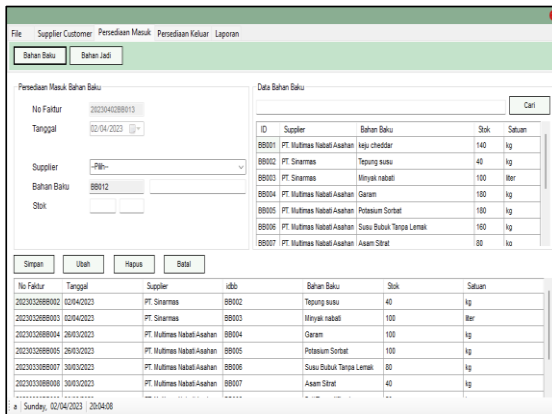 File Supplier Customer Persediaan Masuk Persediaan Keluar Laporan
Bahan Baku Bahan Jadi
Persediaan Masuk Bahan Baku
No Faktur 20230402BB013
Tanggal 02/04/2023
Supplier --Pilih--
Bahan Baku BB012
Stok
Data Bahan Baku
Cari
ID Supplier Bahan Baku Stok Satuan
BB001 PT. Multimas Nabati Asahan keju cheddar 140 kg
BB002 PT. Sinarmas Tepung susu 40 kg
BB003 PT. Sinarmas Minyak nabati 100 liter
BB004 PT. Multimas Nabati Asahan Garam 180 kg
BB005 PT. Multimas Nabati Asahan Potasium Sorbat 180 kg
BB006 PT. Multimas Nabati Asahan Susu Bubuk Tanpa Lemak 160 kg
BB007 PT. Multimas Nabati Asahan Asam Sitrat 80 kg
Simpan Ubah Hapus Batal
No Faktur Tanggal Supplier idbb Bahan Baku Stok Satuan
20230326BB002 02/04/2023 PT. Sinarmas BB002 Tepung susu 40 kg
20230326BB003 02/04/2023 PT. Sinarmas BB003 Minyak nabati 100 liter
20230326BB004 26/03/2023 PT. Multimas Nabati Asahan BB004 Garam 100 kg
20230326BB005 26/03/2023 PT. Multimas Nabati Asahan BB005 Potasium Sorbat 100 kg
20230330BB007 30/03/2023 PT. Multimas Nabati Asahan BB006 Susu Bubuk Tanpa Lemak 80 kg
20230330BB008 30/03/2023 PT. Multimas Nabati Asahan BB007 Asam Sitrat 40 kg
a Sunday, 02/04/2023 20:04:08